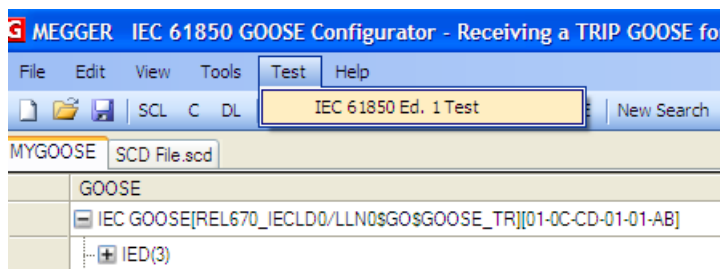 G MEGGER IEC 61850 GOOSE Configurator - Receiving a TRIP GOOSE fo
File Edit View Tools Test Help
SCL C DL IEC 61850 Ed. 1 Test New Search
MYGOOSE SCD File.scd
GOOSE
IEC GOOSE[REL670_IECLD0/LLN0$GO$GOOSE_TR][01-0C-CD-01-01-AB]
IED(3)